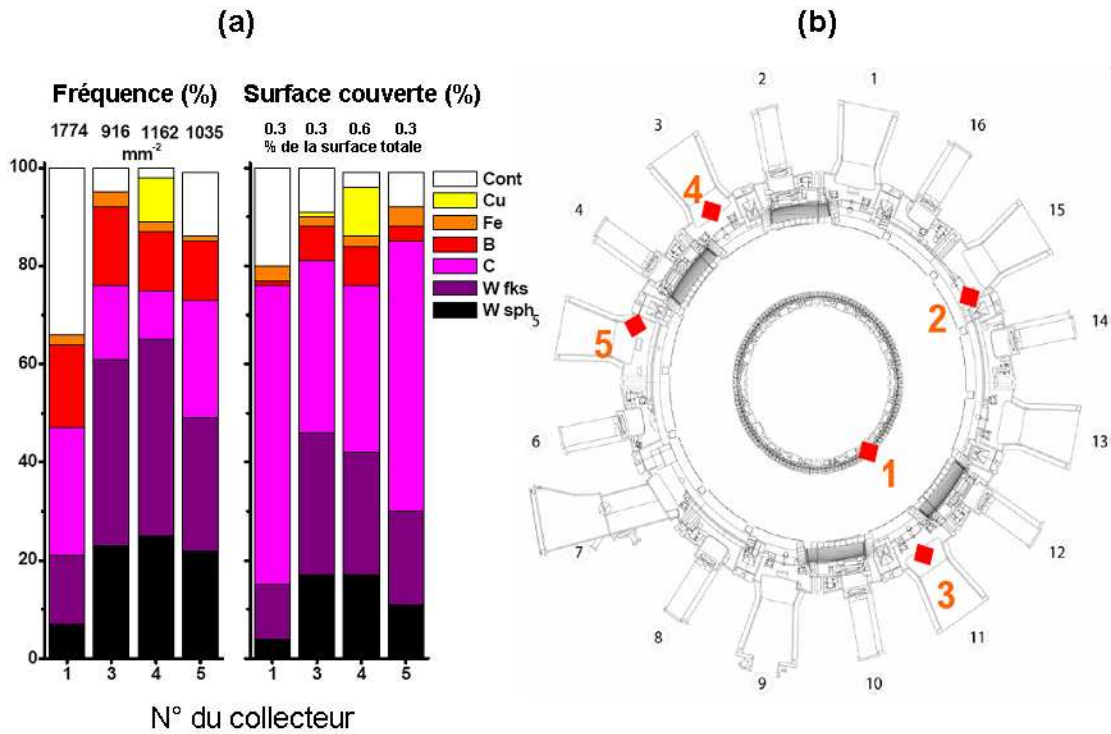 (a)
(b)
Fréquence (%)
Surface couverte (%)
1774 916 1162 1035
mm-2
0.3 0.3 0.6 0.3
% de la surface totale
100
80
60
40
20
0
1 3 4 5
1 3 4 5
N° du collecteur
Cont
Cu
Fe
B
C
W fks
W sph
1
2
3
4
5
6
7
8
9
10
11
12
13
14
15
16
1
2
3
4
5